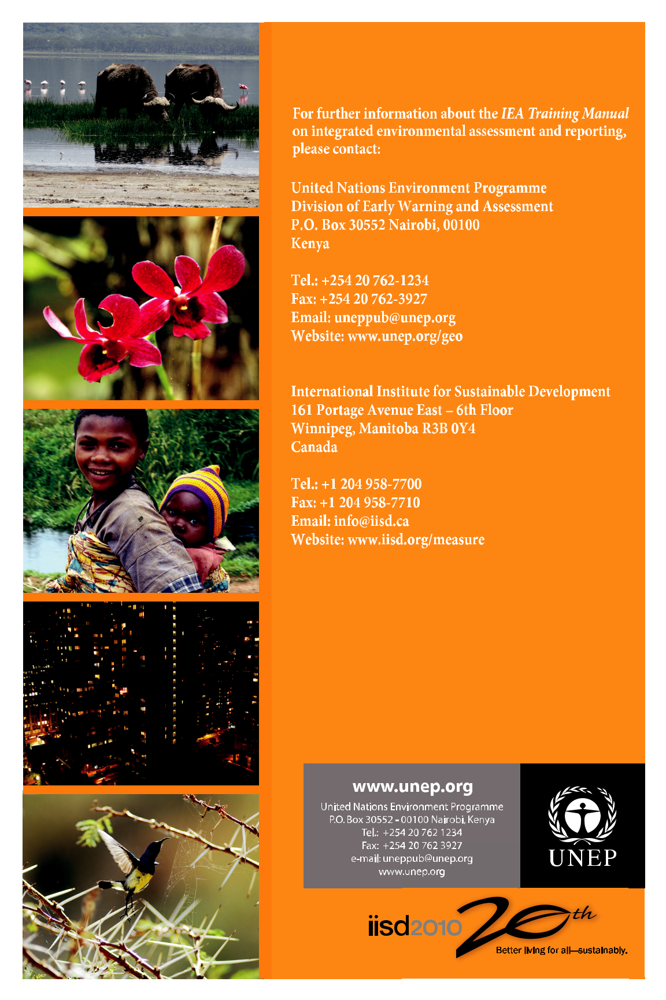 For further information about the IEA Training Manual
on integrated environmental assessment and reporting,
please contact:
United Nations Environment Programme
Division of Early Warning and Assessment
P.O. Box 30552 Nairobi, 00100
Kenya
Tel.: +254 20 762-1234
Fax: +254 20 762-3927
Email: uneppub@unep.org
Website: www.unep.org/geo
International Institute for Sustainable Development
161 Portage Avenue East – 6th Floor
Winnipeg, Manitoba R3B 0Y4
Canada
Tel.: +1 204 958-7700
Fax: +1 204 958-7710
Email: info@iisd.ca
Website: www.iisd.org/measure
www.unep.org
United Nations Environment Programme
P.O. Box 30552 - 00100 Nairobi, Kenya
Tel.: +254 20 762 1234
Fax: +254 20 762 3927
e-mail: uneppub@unep.org
www.unep.org
UNEP
iisd2010 20th
Better living for all—sustainably.